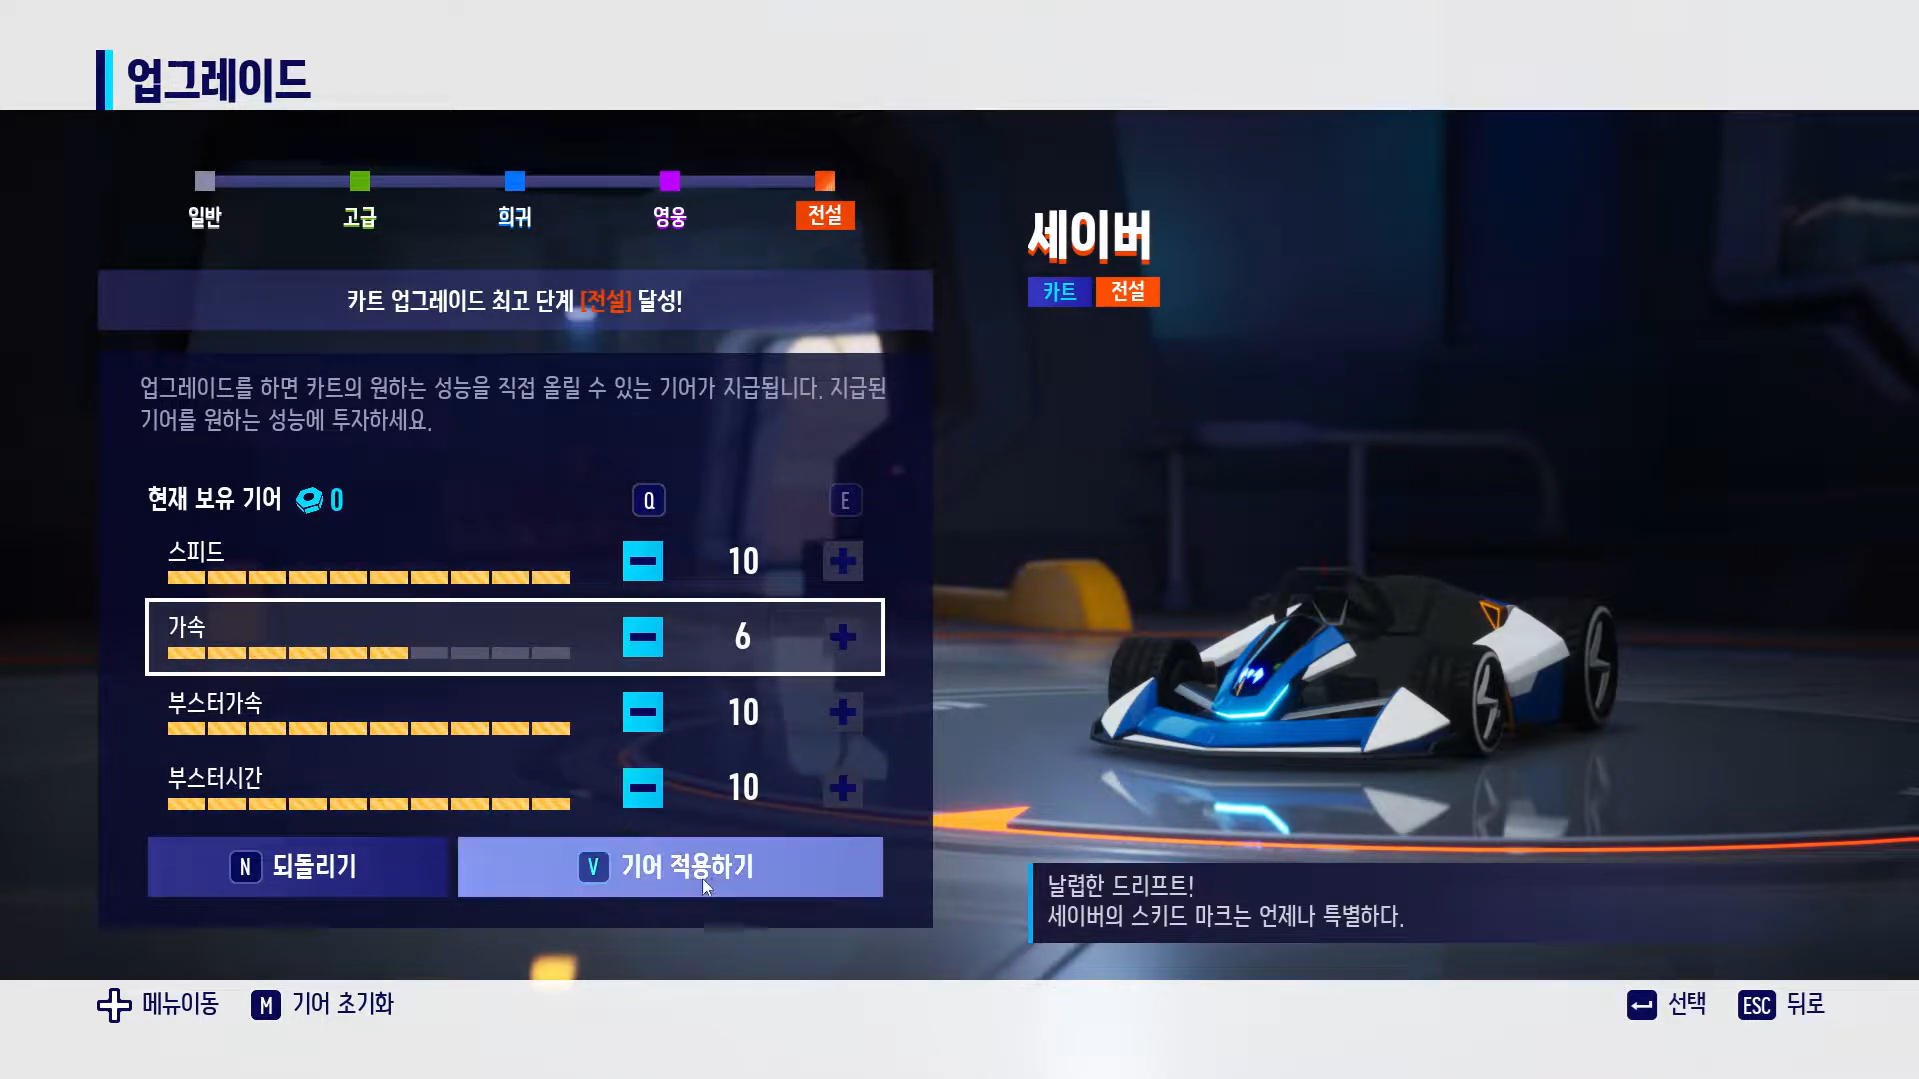 업그레이드
일반 고급 희귀 영웅 전설
카트 업그레이드 최고 단계 [전설] 달성!
업그레이드를 하면 카트의 원하는 성능을 직접 올릴 수 있는 기어가 지급됩니다. 지급된
기어를 원하는 성능에 투자하세요.
현재 보유 기어 0 Q E
스피드 10
가속 6
부스터가속 10
부스터시간 10
N 되돌리기 V 기어 적용하기
세이버
카트 전설
날렵한 드리프트!
세이버의 스키드 마크는 언제나 특별하다.
메뉴이동 M 기어 초기화 선택 ESC 뒤로